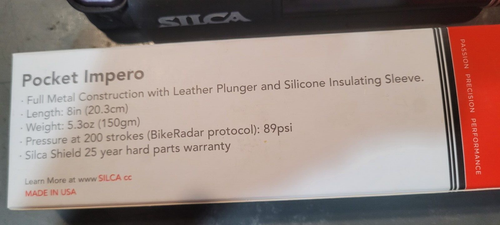 SILCA
Pocket Impero
· Full Metal Construction with Leather Plunger and Silicone Insulating Sleeve.
· Length: 8in (20.3cm)
· Weight: 5.3oz (150gm)
· Pressure at 200 strokes (BikeRadar protocol): 89psi
· Silca Shield 25 year hard parts warranty
Learn More at www SILCA cc
MADE IN USA
PASSION PRECISION PERFORMANCE